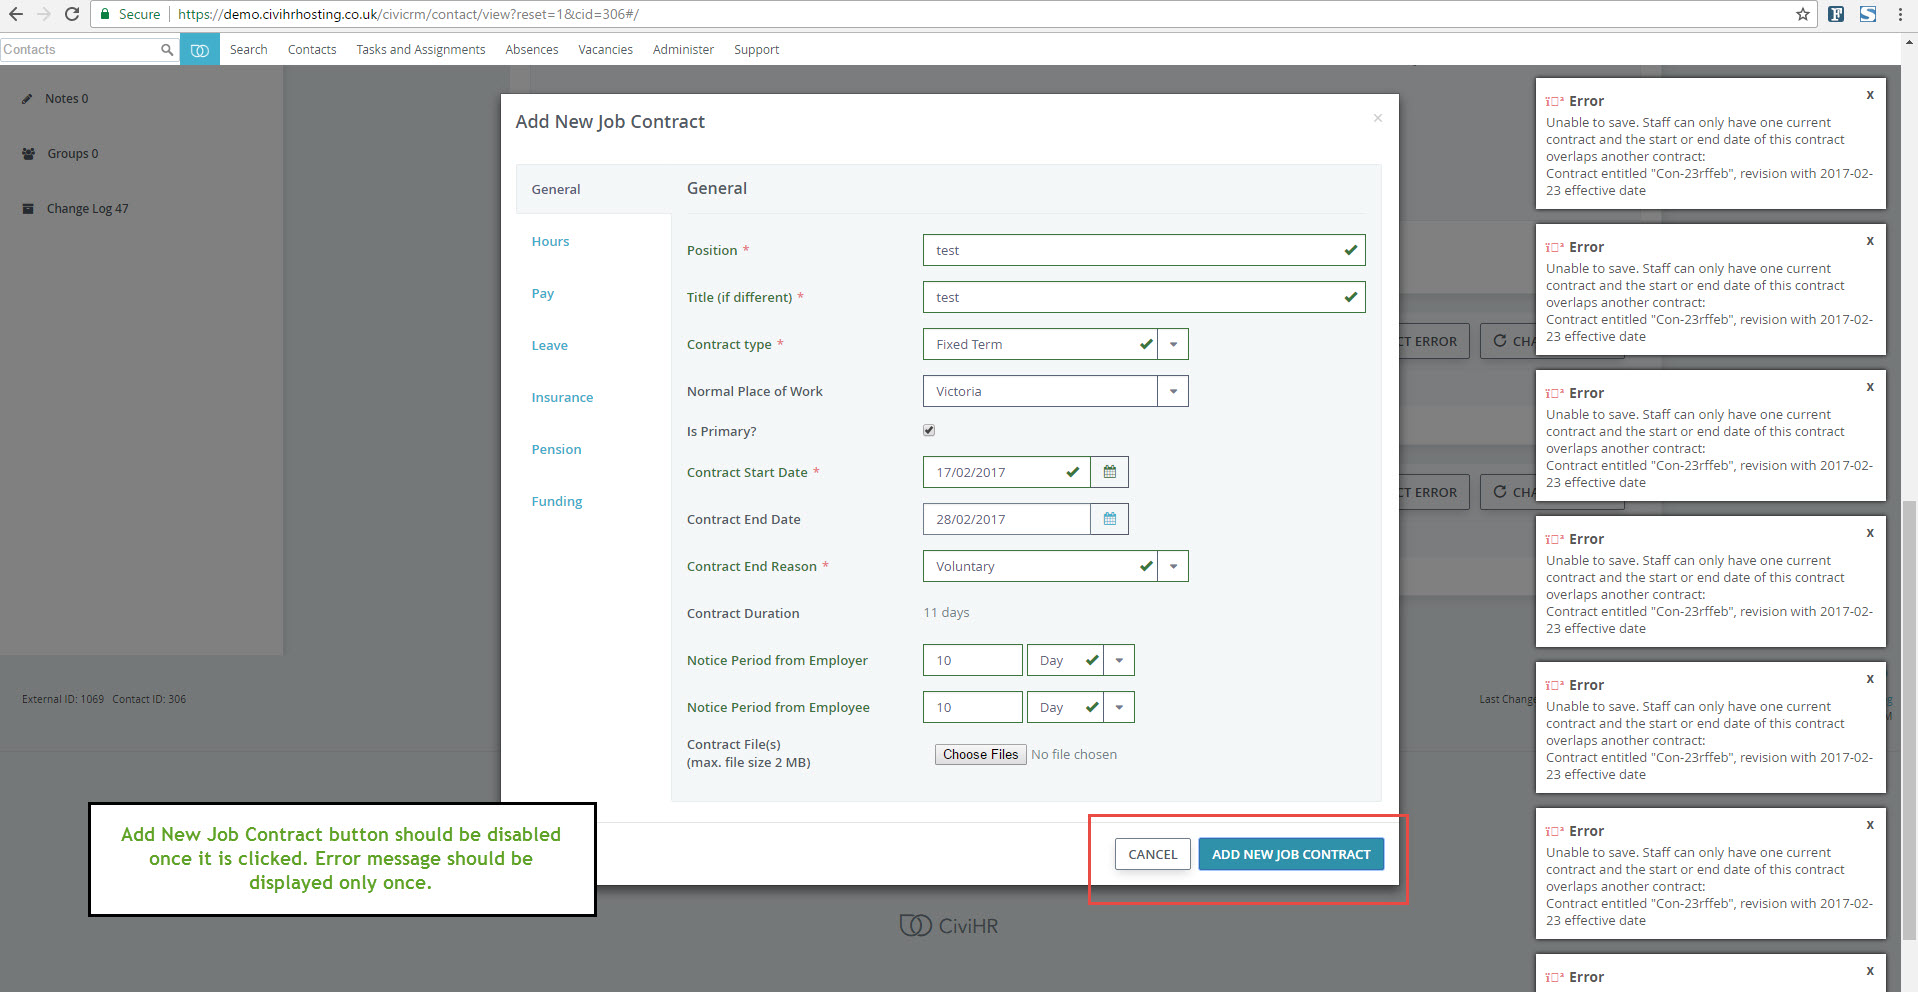 Secure https://demo.civihrhosting.co.uk/civicrm/contact/view?reset=1&cid=306#/
Contacts Search Contacts Tasks and Assignments Absences Vacancies Administer Support
Notes 0
Groups 0
Change Log 47
External ID: 1069 Contact ID: 306
Add New Job Contract ×
General
Hours
Pay
Leave
Insurance
Pension
Funding
General
Position * test
Title (if different) * test
Contract type * Fixed Term
Normal Place of Work Victoria
Is Primary?
Contract Start Date * 17/02/2017
Contract End Date 28/02/2017
Contract End Reason * Voluntary
Contract Duration 11 days
Notice Period from Employer 10 Day
Notice Period from Employee 10 Day
Contract File(s) Choose Files No file chosen
(max. file size 2 MB)
CANCEL ADD NEW JOB CONTRACT
Add New Job Contract button should be disabled
once it is clicked. Error message should be
displayed only once.
CiviHR
CT ERROR CHA
CT ERROR CHA
Last Change
Error x
Unable to save. Staff can only have one current
contract and the start or end date of this contract
overlaps another contract:
Contract entitled "Con-23rffeb", revision with 2017-02-
23 effective date
Error x
Unable to save. Staff can only have one current
contract and the start or end date of this contract
overlaps another contract:
Contract entitled "Con-23rffeb", revision with 2017-02-
23 effective date
Error x
Unable to save. Staff can only have one current
contract and the start or end date of this contract
overlaps another contract:
Contract entitled "Con-23rffeb", revision with 2017-02-
23 effective date
Error x
Unable to save. Staff can only have one current
contract and the start or end date of this contract
overlaps another contract:
Contract entitled "Con-23rffeb", revision with 2017-02-
23 effective date
Error x
Unable to save. Staff can only have one current
contract and the start or end date of this contract
overlaps another contract:
Contract entitled "Con-23rffeb", revision with 2017-02-
23 effective date
Error x
Unable to save. Staff can only have one current
contract and the start or end date of this contract
overlaps another contract:
Contract entitled "Con-23rffeb", revision with 2017-02-
23 effective date
Error x